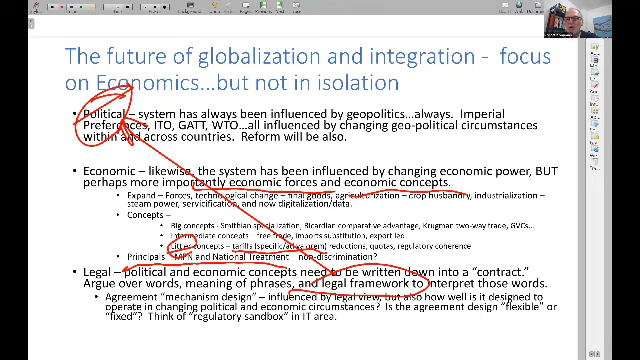 The future of globalization and integration - focus
on Economics...but not in isolation
• Political – system has always been influenced by geopolitics...always. Imperial
Preferences, ITO, GATT, WTO...all influenced by changing geo-political circumstances
within and across countries. Reform will be also.
• Economic – likewise, the system has been influenced by changing economic power, BUT
perhaps more importantly economic forces and economic concepts.
Expand – Forces, technological change – final goods, agriculturization – crop husbandry, industrialization -
steam power, servicification, and now digitalization/data.
Concepts –
Big concepts - Smithian specialization, Ricardian comparative advantage, Krugman two-way trade, GVC...
Intermediate concepts – free trade, imports substitution, export led
Littler concepts – tariffs (specific/ad valorem) reductions, quotas, regulatory coherence
Principals – MFN and National Treatment – non-discrimination?
• Legal – political and economic concepts need to be written down into a "contract."
Argue over words, meaning of phrases, and legal framework to interpret those words.
Agreement "mechanism design" – influenced by legal view, but also how well is it designed to
operate in changing political and economic circumstances? Is the agreement design "flexible" or
"fixed"? Think of "regulatory sandbox" in IT area.